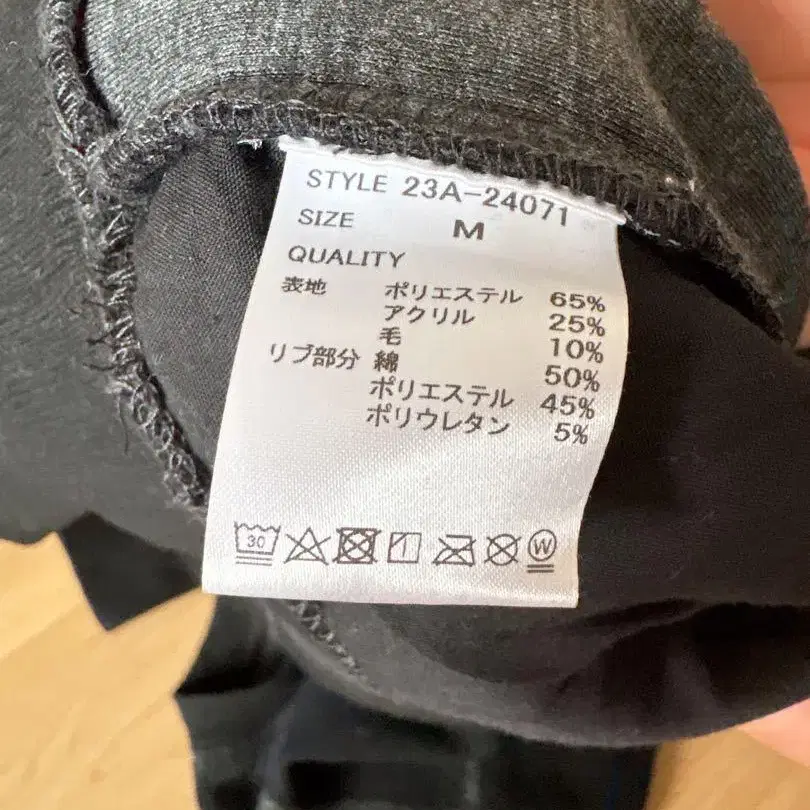 STYLE 23A-24071
SIZE M
QUALITY
表地 ポリエステル 65%
アクリル 25%
毛 10%
リブ部分 綿 50%
ポリエステル 45%
ポリウレタン 5%
30 W